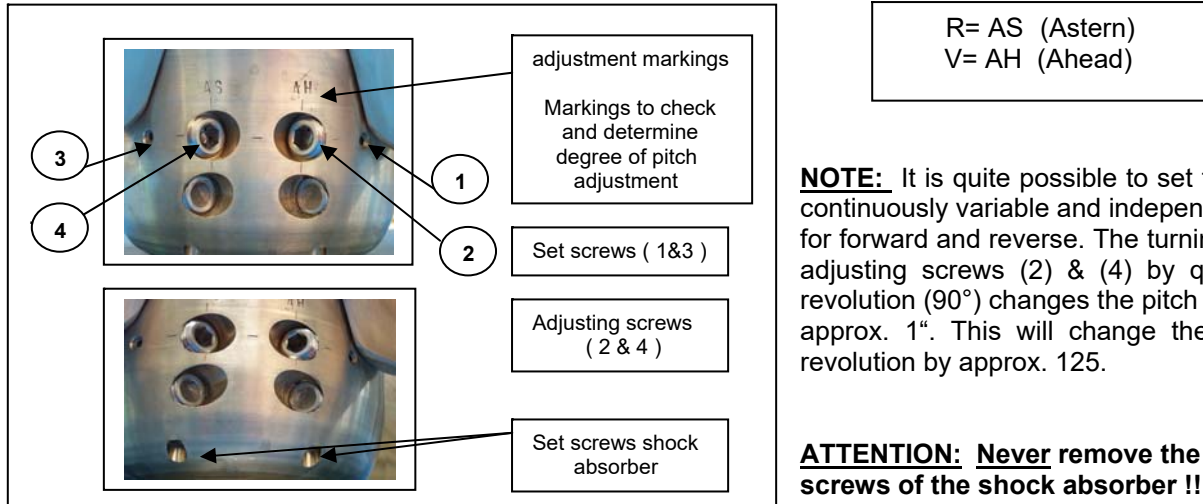 AS
AH
3
4
1
2
adjustment markings
Markings to check
and determine
degree of pitch
adjustment
Set screws ( 1&3 )
AH
Adjusting screws
( 2 & 4 )
Set screws shock
absorber
R= AS (Astern)
V= AH (Ahead)
NOTE: It is quite possible to set
continuously variable and indepen
for forward and reverse. The turnin
adjusting screws (2) & (4) by q
revolution (90°) changes the pitch
approx. 1“. This will change the
revolution by approx. 125.
ATTENTION: Never remove the
screws of the shock absorber !!